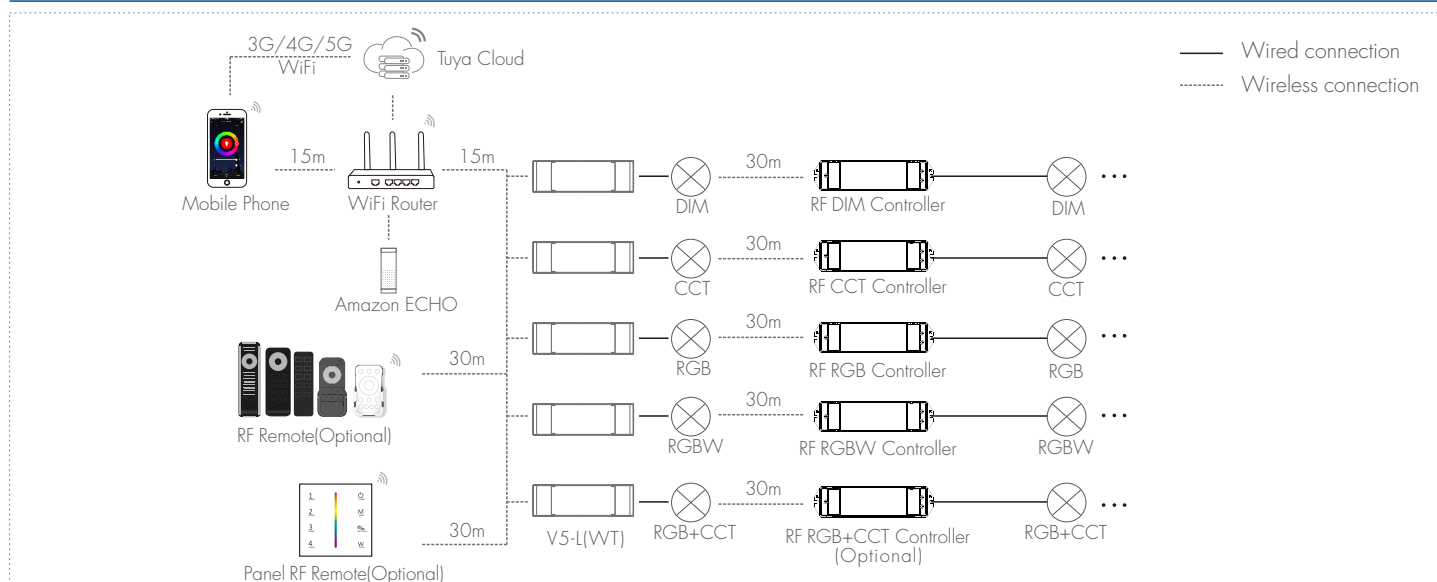 3G/4G/5G
WiFi
Tuya Cloud
Wired connection
Wireless connection
15m
15m
Mobile Phone
WiFi Router
Amazon ECHO
30m
DIM
RF DIM Controller
DIM
...
30m
CCT
RF CCT Controller
CCT
...
30m
RGB
RF RGB Controller
RGB
...
30m
RGBW
RF RGBW Controller
RGBW
...
30m
V5-L(WT)
RGB+CCT
RF RGB+CCT Controller
(Optional)
RGB+CCT
...
30m
RF Remote(Optional)
1
2
M
3
4
W
30m
Panel RF Remote(Optional)